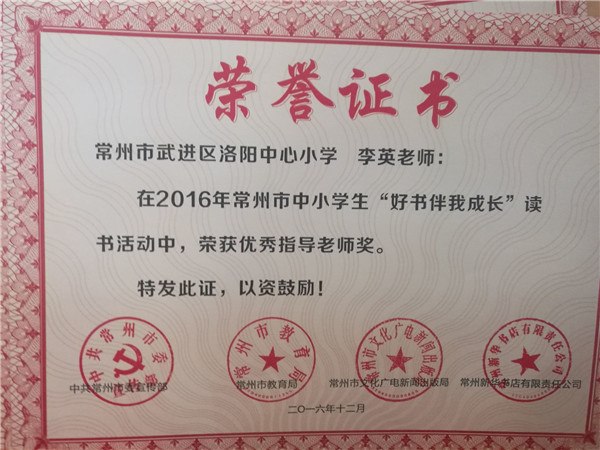 荣誉证书
常州市武进区洛阳中心小学　李英老师：
在2016年常州市中小学生“好书伴我成长”读
书活动中，荣获优秀指导老师奖。
特发此证，以资鼓励！
中共常州市委宣传部
常州市教育局
常州市文化广电新闻出版局
常州新华书店有限责任公司
二〇一六年十二月